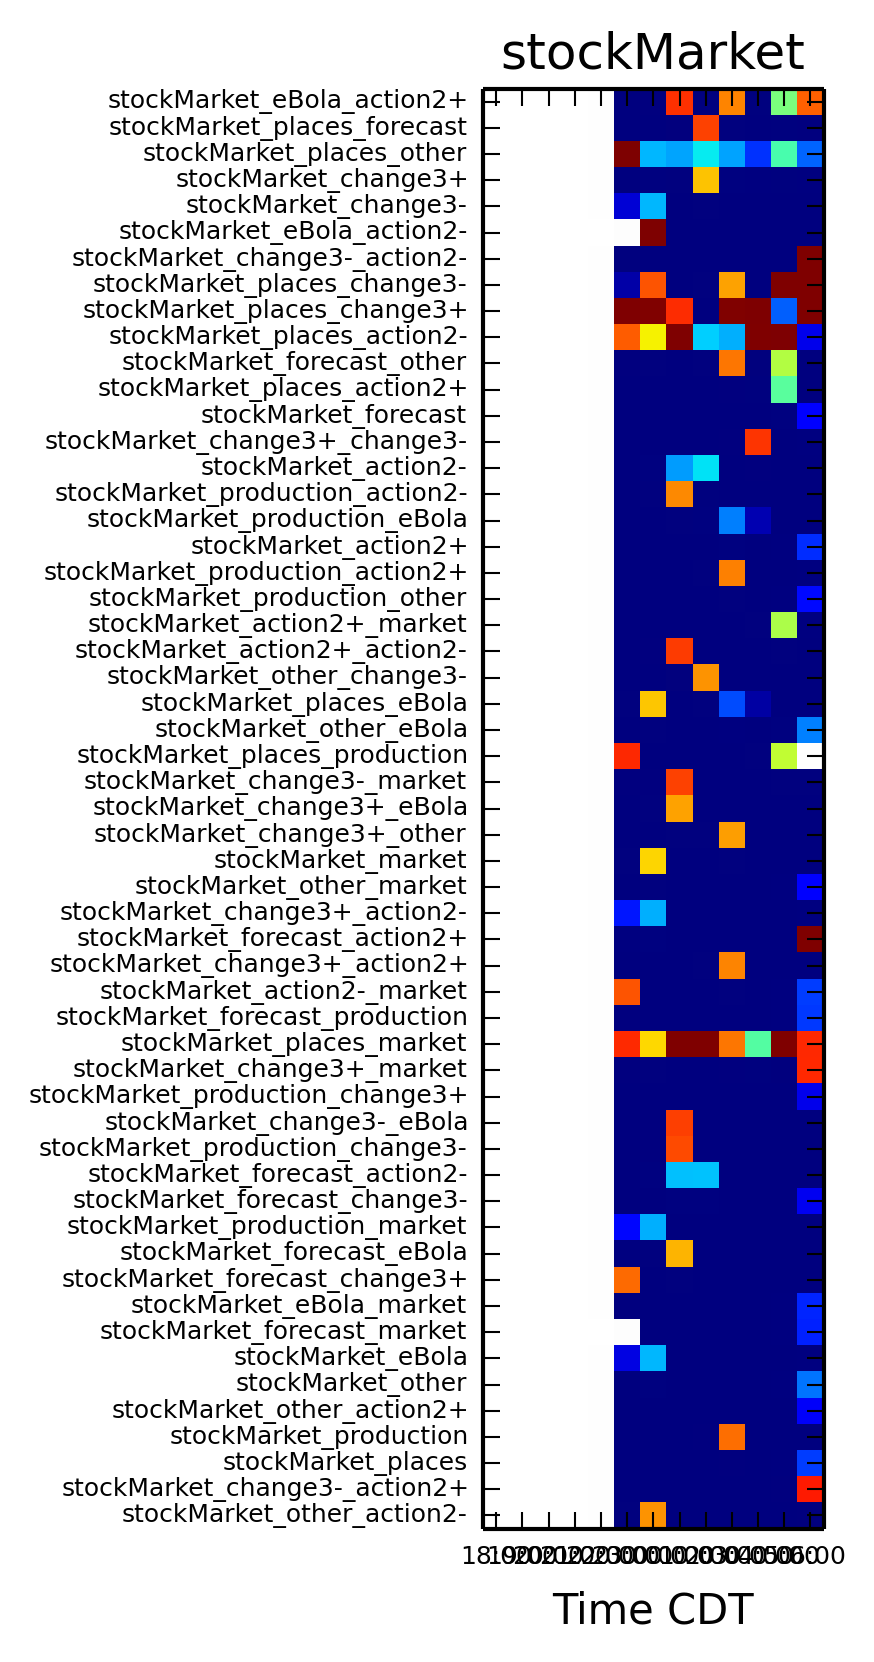 stockMarket
stockMarket_eBola_action2+
stockMarket_places_forecast
stockMarket_places_other
stockMarket_change3+
stockMarket_change3-
stockMarket_eBola_action2-
stockMarket_change3-_action2-
stockMarket_places_change3-
stockMarket_places_change3+
stockMarket_places_action2-
stockMarket_forecast_other
stockMarket_places_action2+
stockMarket_forecast
stockMarket_change3+_change3-
stockMarket_action2-
stockMarket_production_action2-
stockMarket_production_eBola
stockMarket_action2+
stockMarket_production_action2+
stockMarket_production_other
stockMarket_action2+_market
stockMarket_action2+_action2-
stockMarket_other_change3-
stockMarket_places_eBola
stockMarket_other_eBola
stockMarket_places_production
stockMarket_change3-_market
stockMarket_change3+_eBola
stockMarket_change3+_other
stockMarket_market
stockMarket_other_market
stockMarket_change3+_action2-
stockMarket_forecast_action2+
stockMarket_change3+_action2+
stockMarket_action2-_market
stockMarket_forecast_production
stockMarket_places_market
stockMarket_change3+_market
stockMarket_production_change3+
stockMarket_change3-_eBola
stockMarket_production_change3-
stockMarket_forecast_action2-
stockMarket_forecast_change3-
stockMarket_production_market
stockMarket_forecast_eBola
stockMarket_forecast_change3+
stockMarket_eBola_market
stockMarket_forecast_market
stockMarket_eBola
stockMarket_other
stockMarket_other_action2+
stockMarket_production
stockMarket_places
stockMarket_change3-_action2+
stockMarket_other_action2-
Time CDT